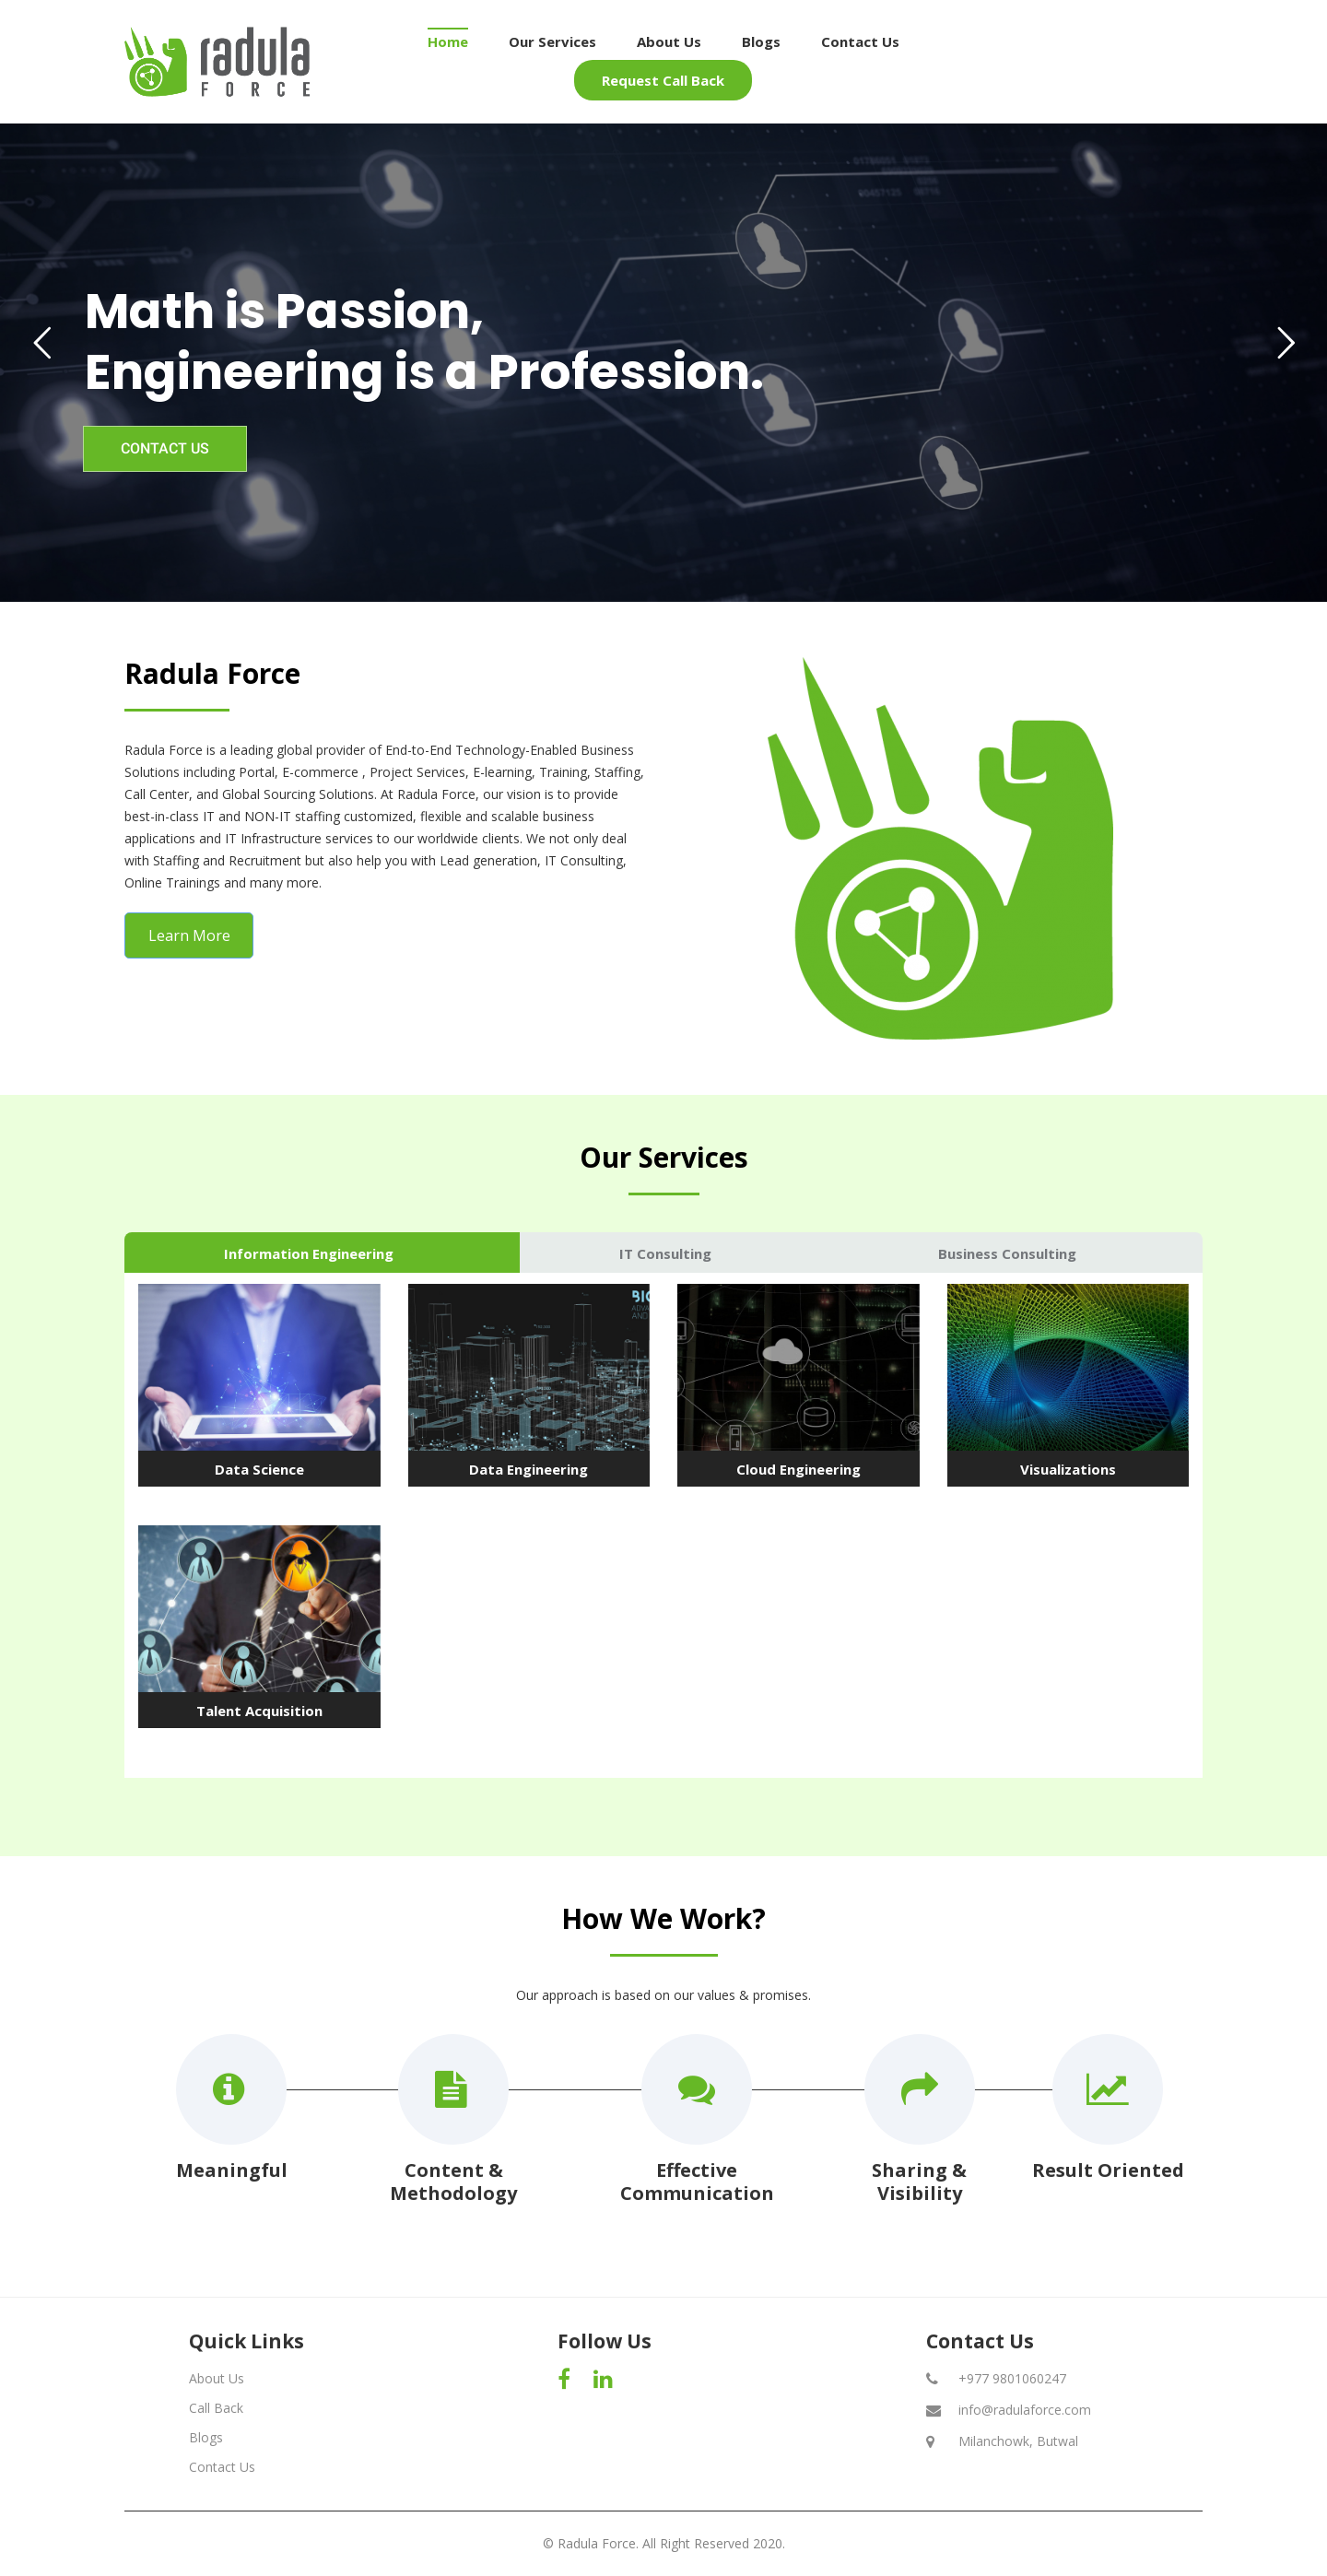 radula
FORCE
Home
Our Services
About Us
Blogs
Contact Us
Request Call Back
Math is Passion,
Engineering is a Profession.
CONTACT US
Radula Force
Radula Force is a leading global provider of End-to-End Technology-Enabled Business
Solutions including Portal, E-commerce , Project Services, E-learning, Training, Staffing,
Call Center, and Global Sourcing Solutions. At Radula Force, our vision is to provide
best-in-class IT and NON-IT staffing customized, flexible and scalable business
applications and IT Infrastructure services to our worldwide clients. We not only deal
with Staffing and Recruitment but also help you with Lead generation, IT Consulting,
Online Trainings and many more.
Learn More
Our Services
Information Engineering
IT Consulting
Business Consulting
Data Science
Data Engineering
Cloud Engineering
Visualizations
Talent Acquisition
How We Work?
Our approach is based on our values & promises.
Meaningful
Content &
Methodology
Effective
Communication
Sharing &
Visibility
Result Oriented
Quick Links
About Us
Call Back
Blogs
Contact Us
Follow Us
Contact Us
+977 9801060247
info@radulaforce.com
Milanchowk, Butwal
© Radula Force. All Right Reserved 2020.